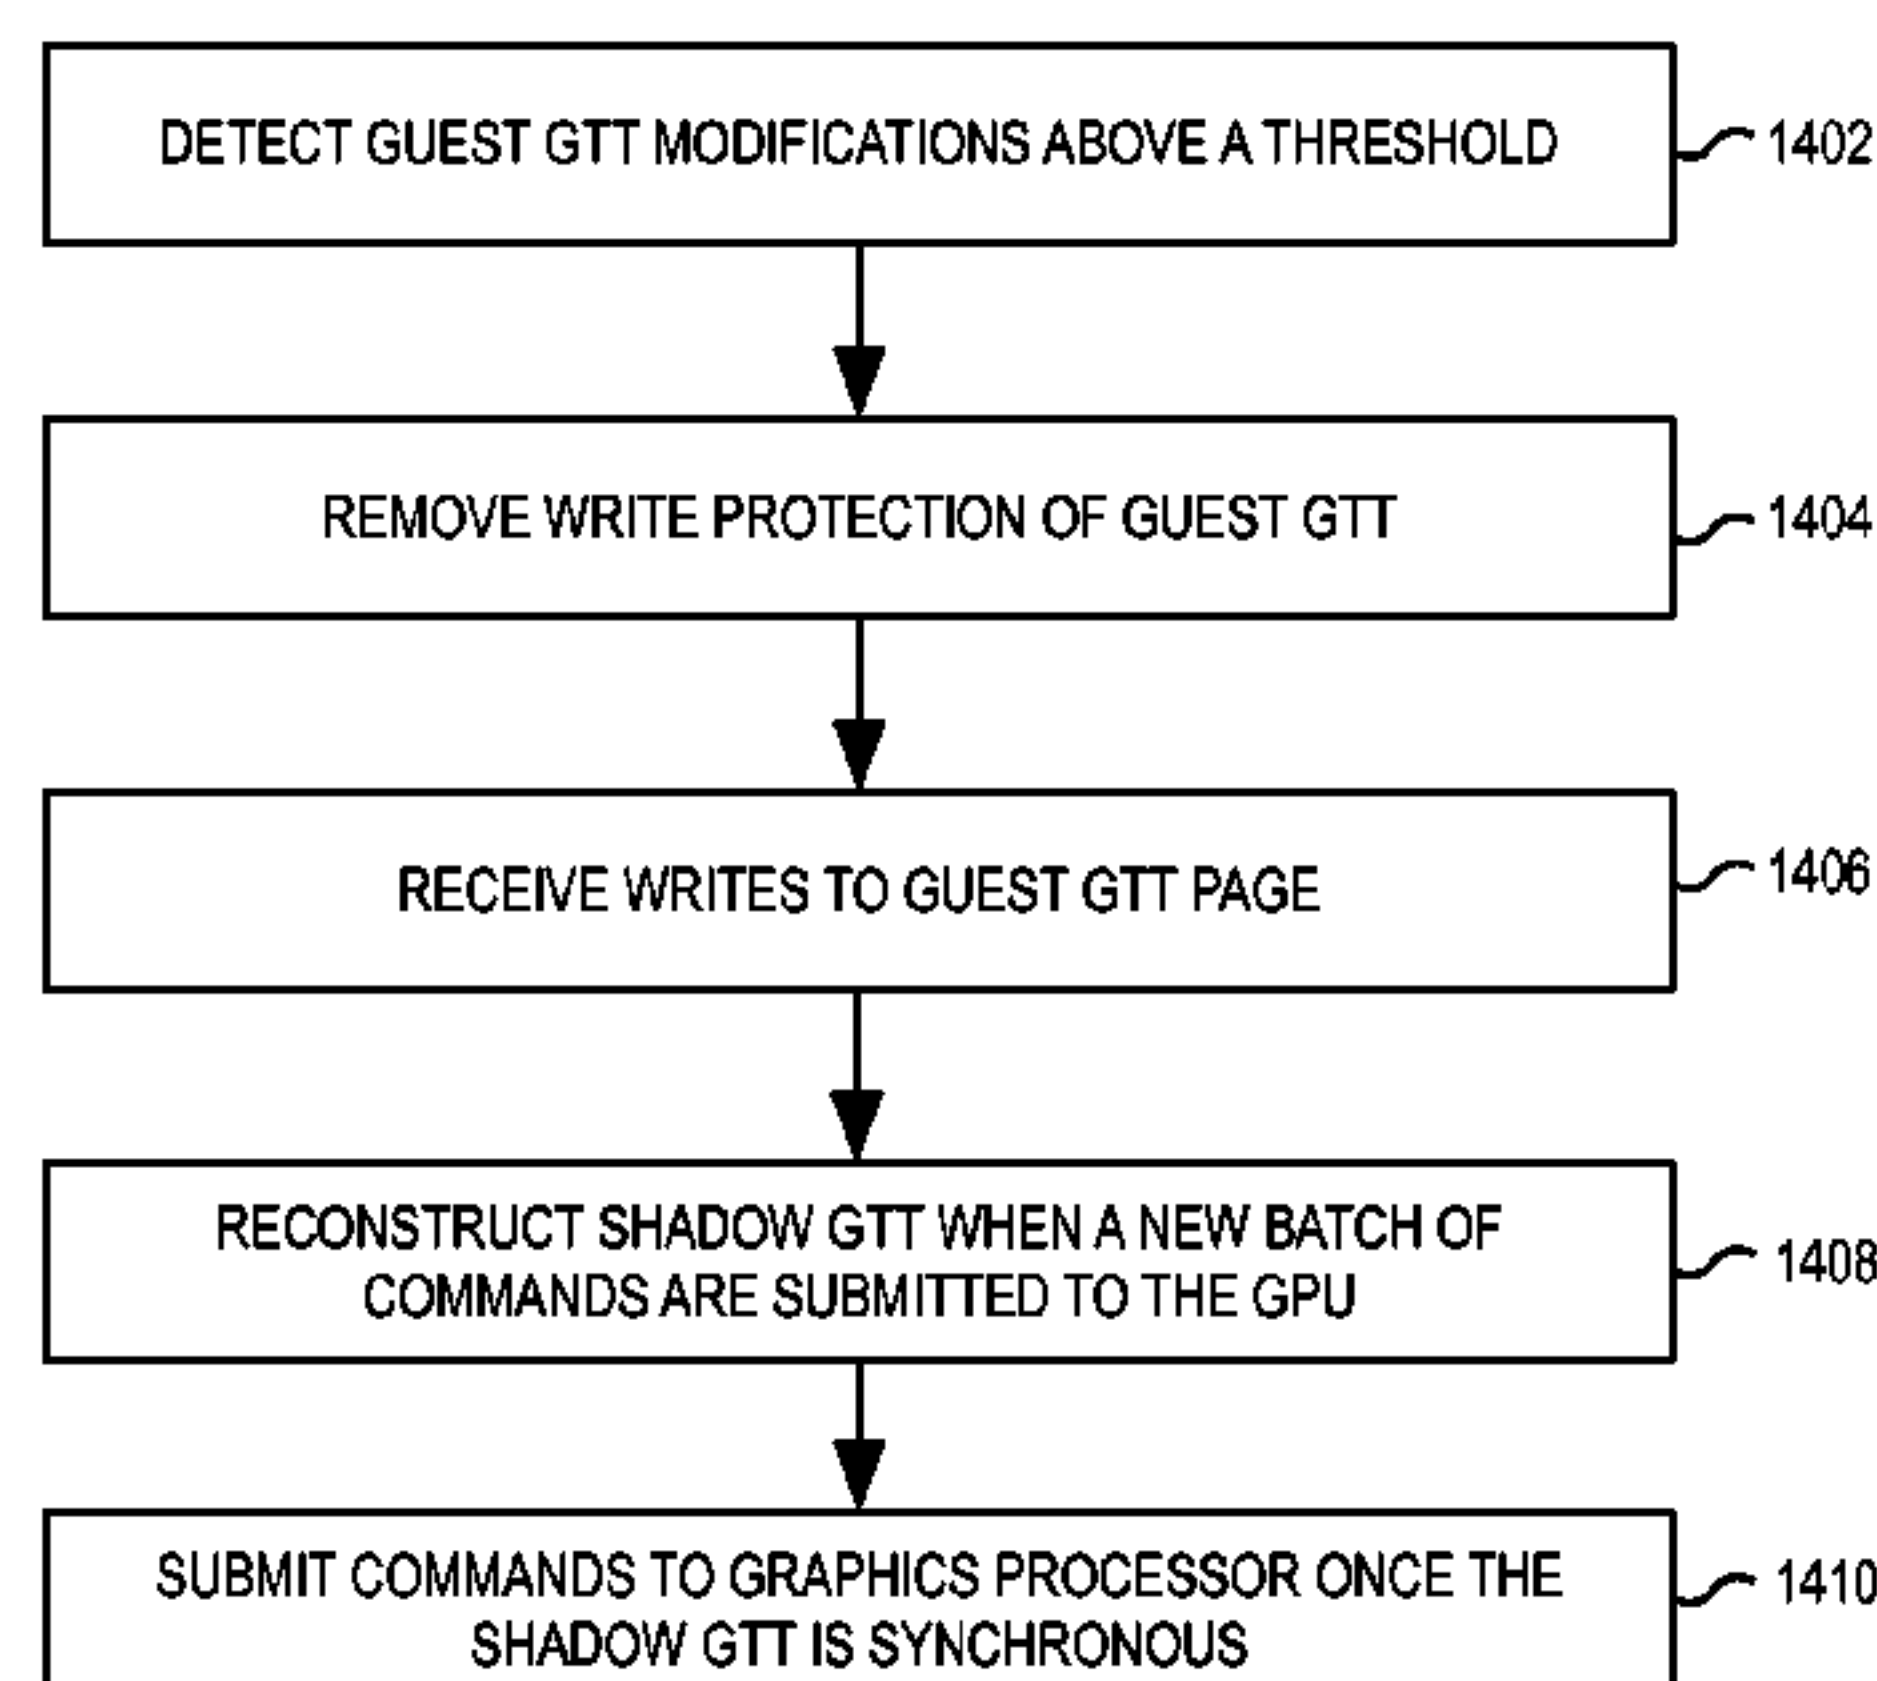 DETECT GUEST GTT MODIFICATIONS ABOVE A THRESHOLD
1402
REMOVE WRITE PROTECTION OF GUEST GTT
1404
RECEIVE WRITES TO GUEST GTT PAGE
1406
RECONSTRUCT SHADOW GTT WHEN A NEW BATCH OF
COMMANDS ARE SUBMITTED TO THE GPU
1408
SUBMIT COMMANDS TO GRAPHICS PROCESSOR ONCE THE
SHADOW GTT IS SYNCHRONOUS
1410